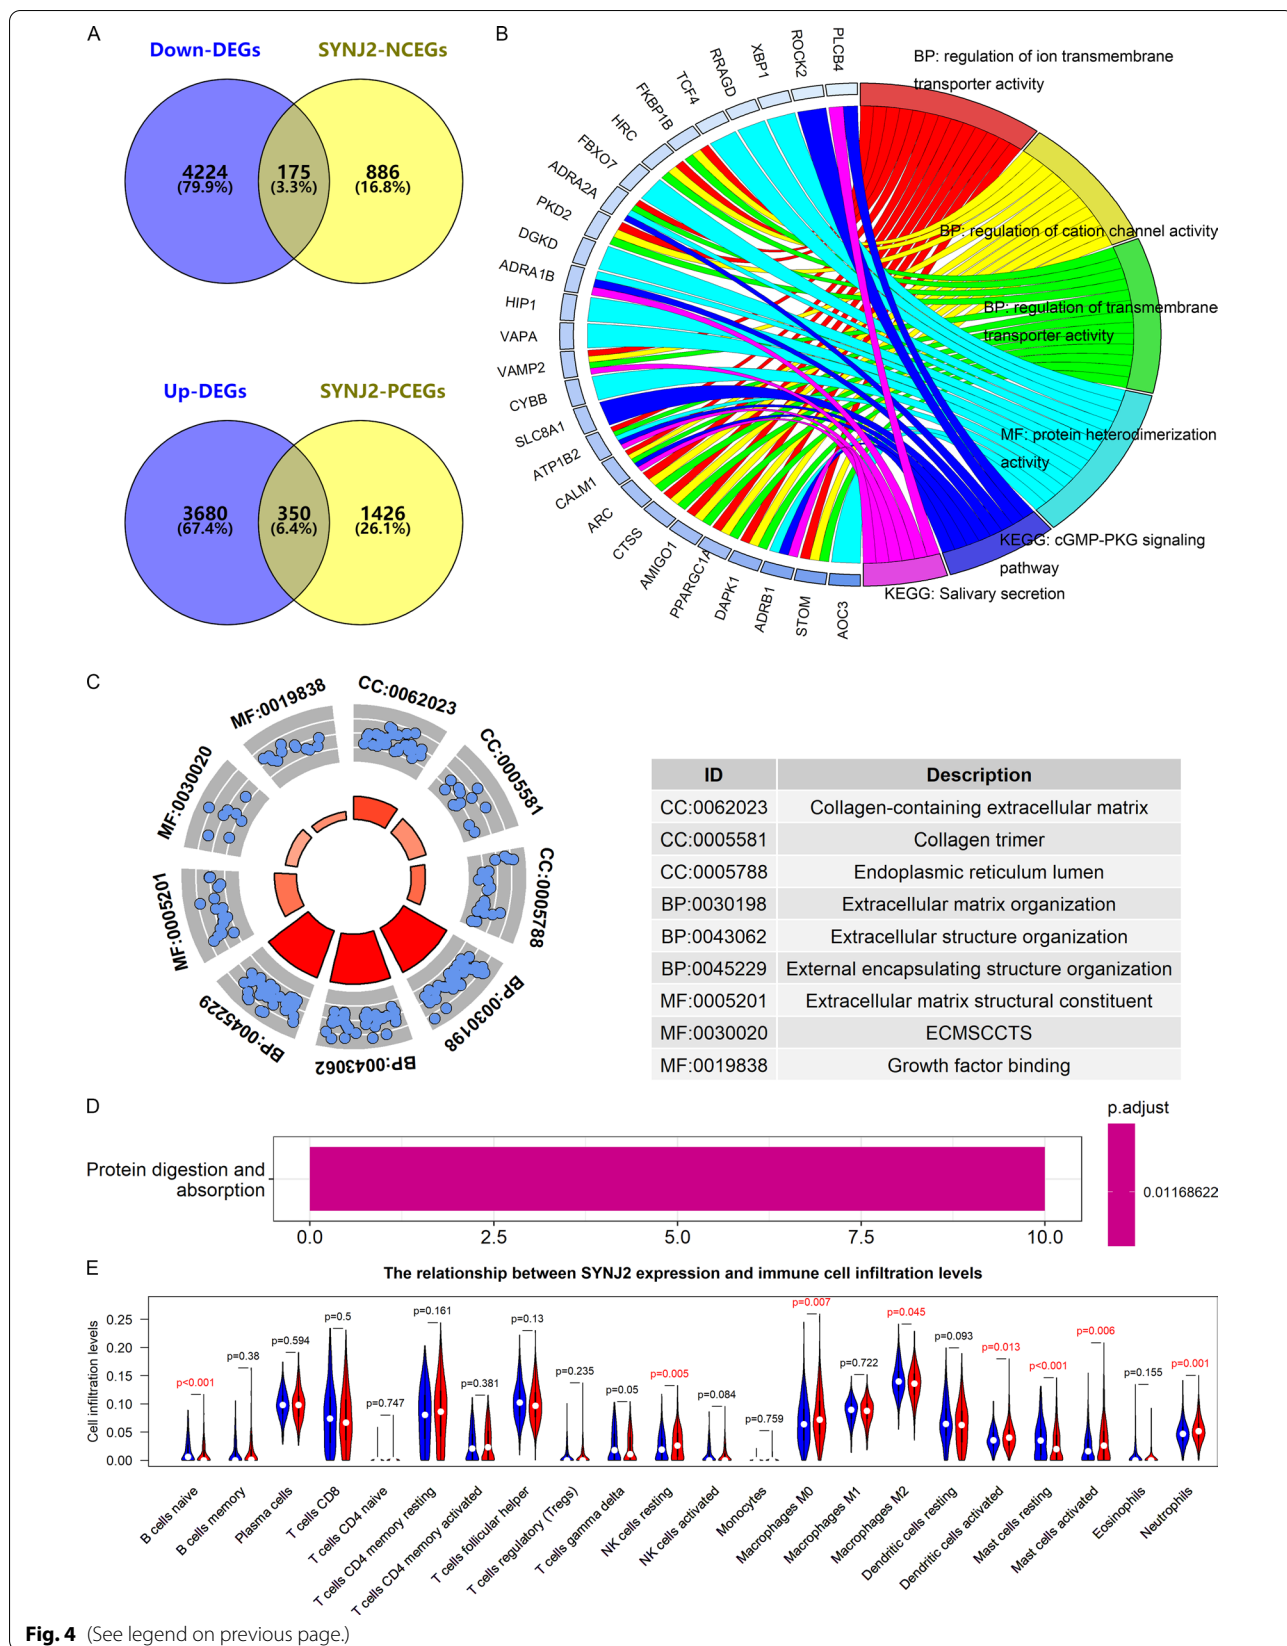 A
Down-DEGs
SYNJ2-NCEGs
4224
(79.9%)
175
(3.3%)
886
(16.8%)
Up-DEGs
SYNJ2-PCEGs
3680
(67.4%)
350
(6.4%)
1426
(26.1%)
B
PLCB4
ROCK2
XBP1
RRAGD
TCF4
FKBP1B
HRC
FBXO7
ADRA2A
PKD2
DGKD
ADRA1B
HIP1
VAPA
VAMP2
CYBB
SLC8A1
ATP1B2
CALM1
ARC
CTSS
AMIGO1
PPARGC1A
DAPK1
ADRB1
STOM
AOC3
BP: regulation of ion transmembrane
transporter activity
BP: regulation of cation channel activity
BP: regulation of transmembrane
transporter activity
MF: protein heterodimerization
activity
KEGG: cGMP-PKG signaling
pathway
KEGG: Salivary secretion
C
CC:0062023
CC:0005581
CC:0005788
BP:0030198
BP:0043062
BP:0045229
MF:0005201
MF:0030020
MF:0019838
ID Description
CC:0062023 Collagen-containing extracellular matrix
CC:0005581 Collagen trimer
CC:0005788 Endoplasmic reticulum lumen
BP:0030198 Extracellular matrix organization
BP:0043062 Extracellular structure organization
BP:0045229 External encapsulating structure organization
MF:0005201 Extracellular matrix structural constituent
MF:0030020 ECMSCCTS
MF:0019838 Growth factor binding
D
Protein digestion and
absorption
0.0 2.5 5.0 7.5 10.0
p.adjust
0.01168622
E
The relationship between SYNJ2 expression and immune cell infiltration levels
Cell infiltration levels
0.25
0.20
0.15
0.10
0.05
0.00
p<0.001
p=0.38
p=0.594
p=0.5
p=0.747
p=0.161
p=0.381
p=0.13
p=0.235
p=0.05
p=0.005
p=0.084
p=0.759
p=0.007
p=0.722
p=0.045
p=0.093
p=0.013
p<0.001
p=0.006
p=0.155
p=0.001
B cells naive
B cells memory
Plasma cells
T cells CD8
T cells CD4 naive
T cells CD4 memory resting
T cells CD4 memory activated
T cells follicular helper
T cells regulatory (Tregs)
T cells gamma delta
NK cells resting
NK cells activated
Monocytes
Macrophages M0
Macrophages M1
Macrophages M2
Dendritic cells resting
Dendritic cells activated
Mast cells resting
Mast cells activated
Eosinophils
Neutrophils
Fig. 4 (See legend on previous page.)